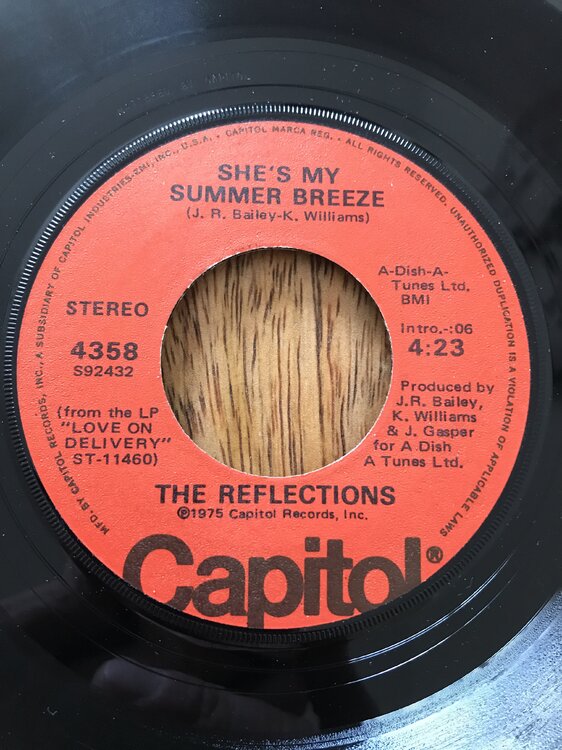 SHE'S MY
SUMMER BREEZE
(J. R. Bailey-K. Williams)
A-Dish-A-
Tunes Ltd.
BMI
STEREO
Intro.-:06
4358
4:23
S92432
Produced by
J.R. Bailey,
K. Williams
& J. Gasper
for A Dish
A Tunes Ltd.
(from the LP
"LOVE ON
DELIVERY"
ST-11460)
THE REFLECTIONS
℗1975 Capitol Records, Inc.
Capitol®
MFD. BY CAPITOL RECORDS, INC., A SUBSIDIARY OF CAPITOL INDUSTRIES-EMI, INC., U.S.A. • CAPITOL MARCA REG. • ALL RIGHTS RESERVED. UNAUTHORIZED DUPLICATION IS A VIOLATION OF APPLICABLE LAWS